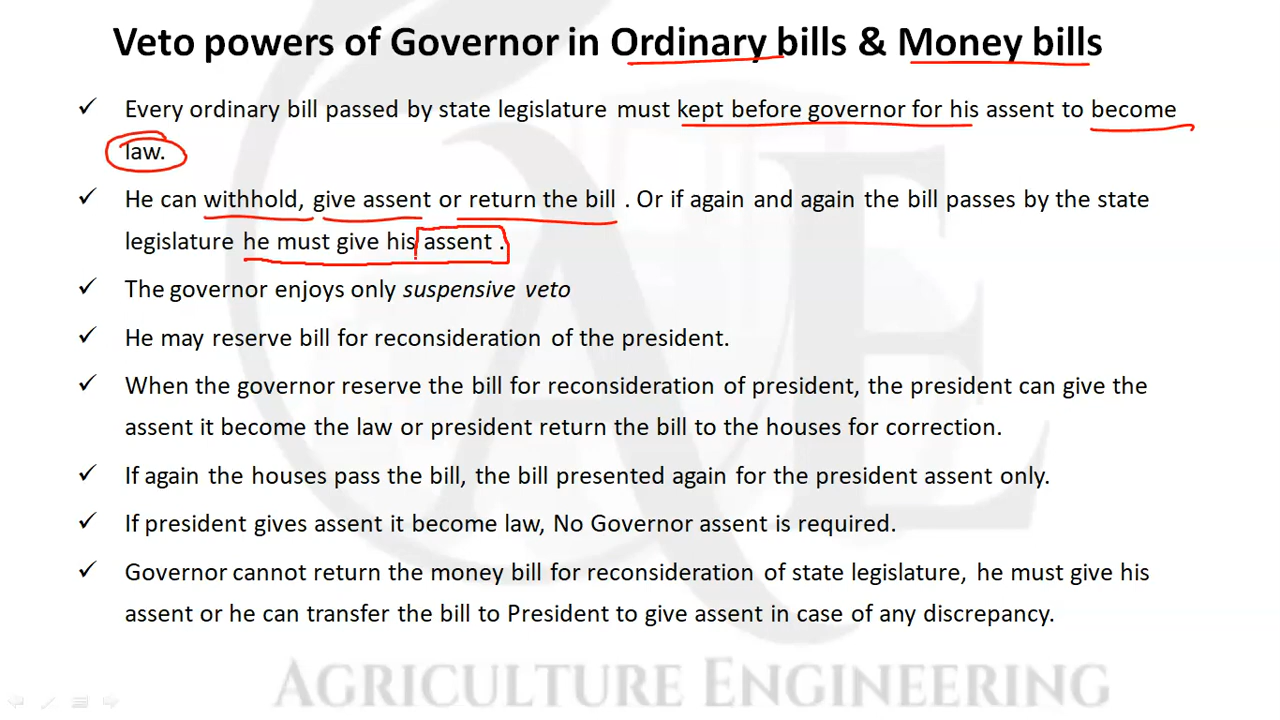 Veto powers of Governor in Ordinary bills & Money bills
✓ Every ordinary bill passed by state legislature must kept before governor for his assent to become
law.
✓ He can withhold, give assent or return the bill . Or if again and again the bill passes by the state
legislature he must give his assent .
✓ The governor enjoys only suspensive veto
✓ He may reserve bill for reconsideration of the president.
✓ When the governor reserve the bill for reconsideration of president, the president can give the
assent it become the law or president return the bill to the houses for correction.
✓ If again the houses pass the bill, the bill presented again for the president assent only.
✓ If president gives assent it become law, No Governor assent is required.
✓ Governor cannot return the money bill for reconsideration of state legislature, he must give his
assent or he can transfer the bill to President to give assent in case of any discrepancy.
AE
AGRICULTURE ENGINEERING